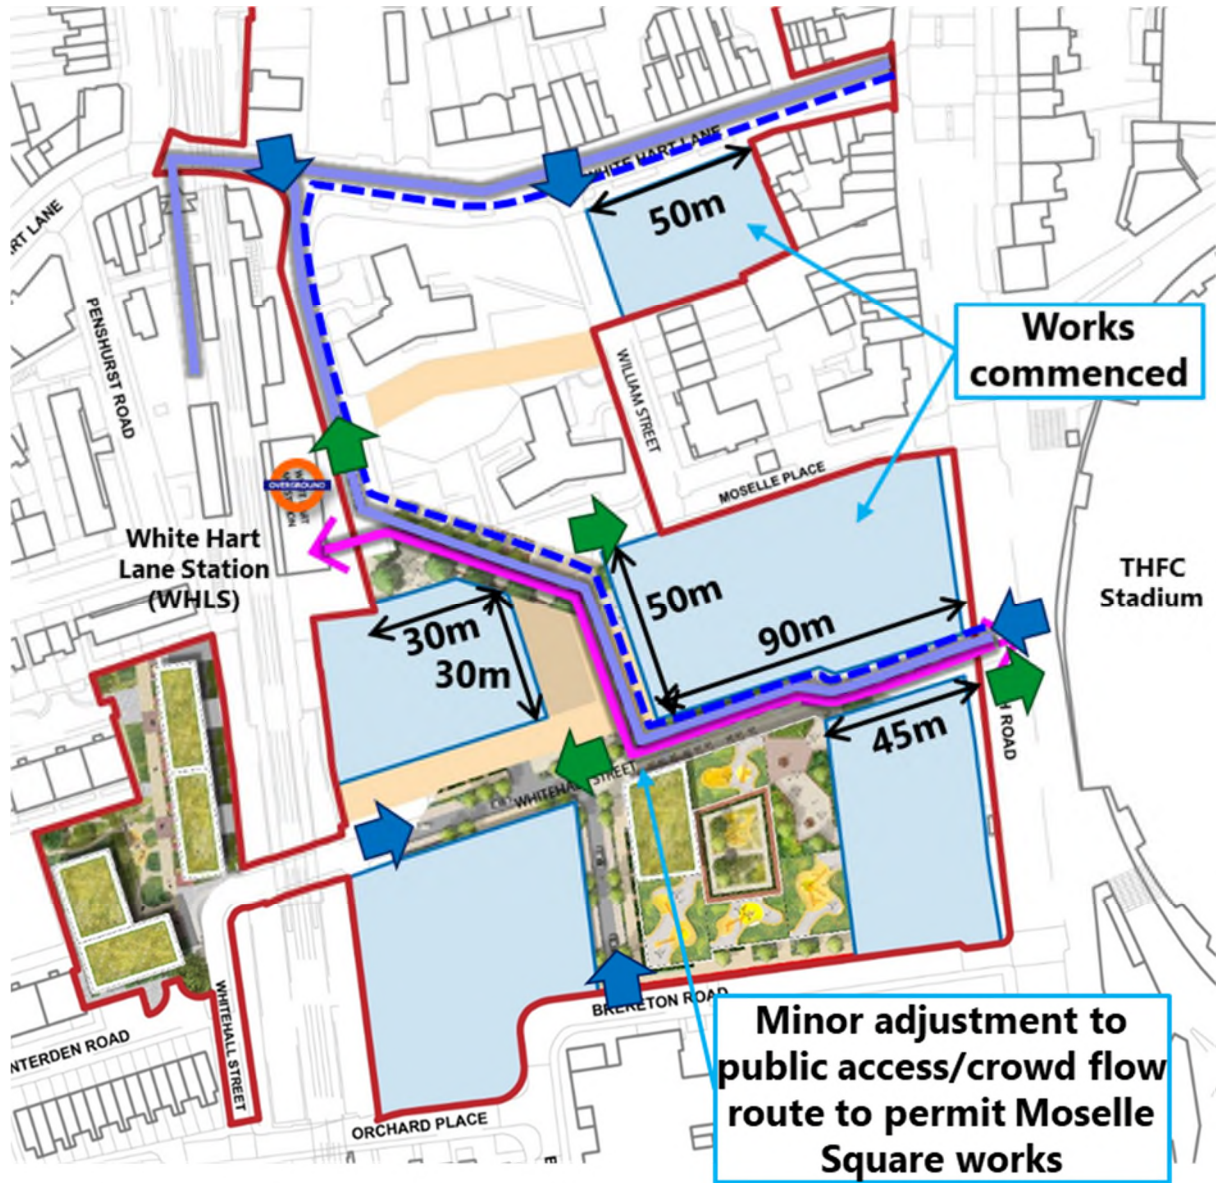 WHITE HART LANE
50m
RT LANE
PENSHURST ROAD
Works
commenced
WILLIAM STREET
MOSELLE PLACE
OVERGROUND
White Hart
Lane Station
(WHLS)
THFC
Stadium
50m
30m
90m
30m
45m
H ROAD
WHITEHALL STREET
BRERETON ROAD
WHITEHALL STREET
NTERDEN ROAD
ORCHARD PLACE
Minor adjustment to
public access/crowd flow
route to permit Moselle
Square works